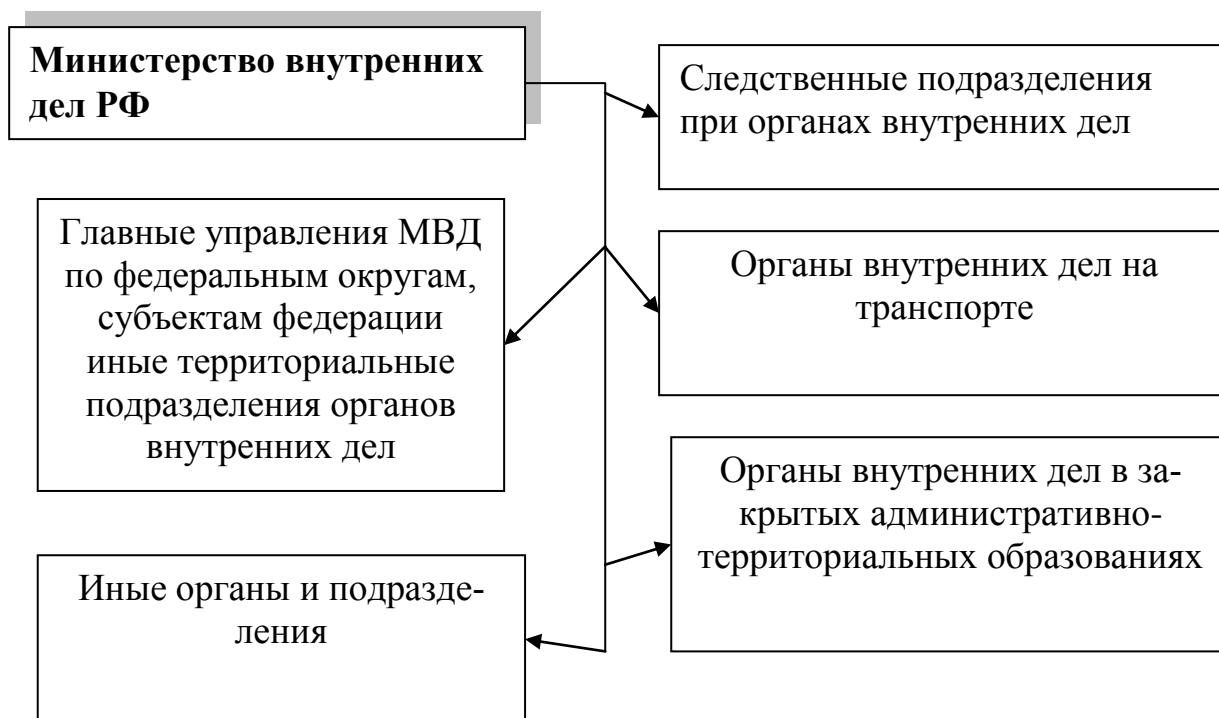 Министерство внутренних
дел РФ
Следственные подразделения
при органах внутренних дел
Главные управления МВД
по федеральным округам,
субъектам федерации
иные территориальные
подразделения органов
внутренних дел
Органы внутренних дел на
транспорте
Органы внутренних дел в за-
крытых административно-
территориальных образованиях
Иные органы и подразде-
ления